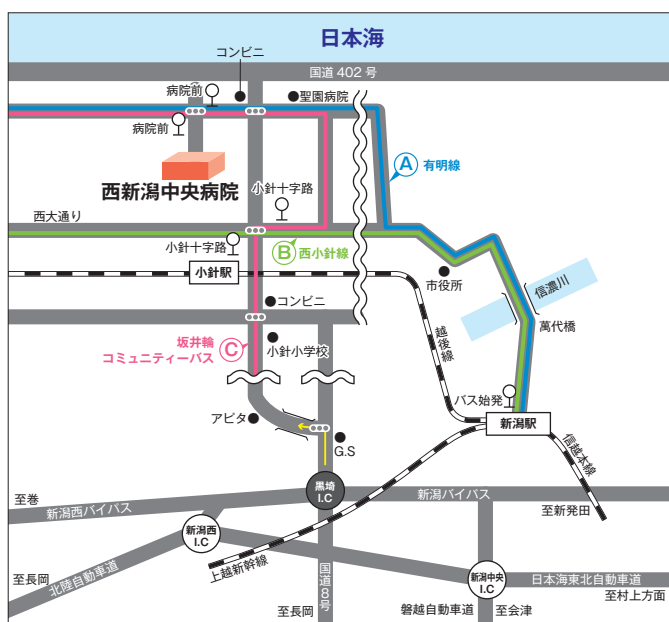 日本海
コンビニ
国道402号
病院前
聖園病院
病院前
A 有明線
西新潟中央病院
小針十字路
西大通り
小針十字路
B 西小針線
小針駅
市役所
信濃川
コンビニ
萬代橋
坂井輪
コミュニティーバス
C
小針小学校
越後線
バス始発
アピタ
新潟駅
G.S
信越本線
黒埼
I.C
至巻
新潟西バイパス
新潟バイパス
至新発田
新潟西
I.C
上越新幹線
至長岡
北陸自動車道
国道8号
新潟中央
I.C
日本海東北自動車道
至村上方面
至長岡
磐越自動車道
至会津